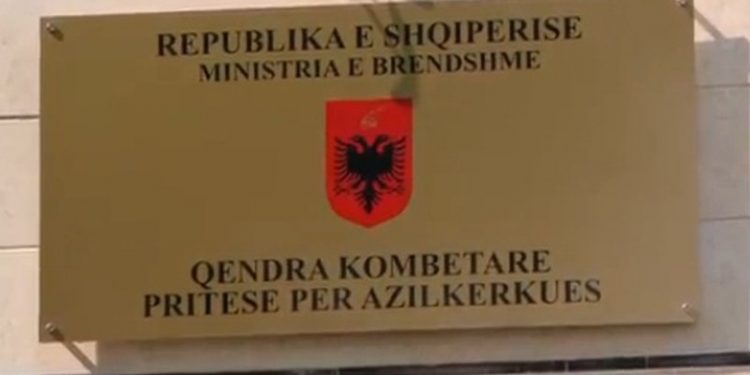 REPUBLIKA E SHQIPERISE
MINISTRIA E BRENDSHME
QENDRA KOMBETARE
PRITESE PER AZILKERKUES